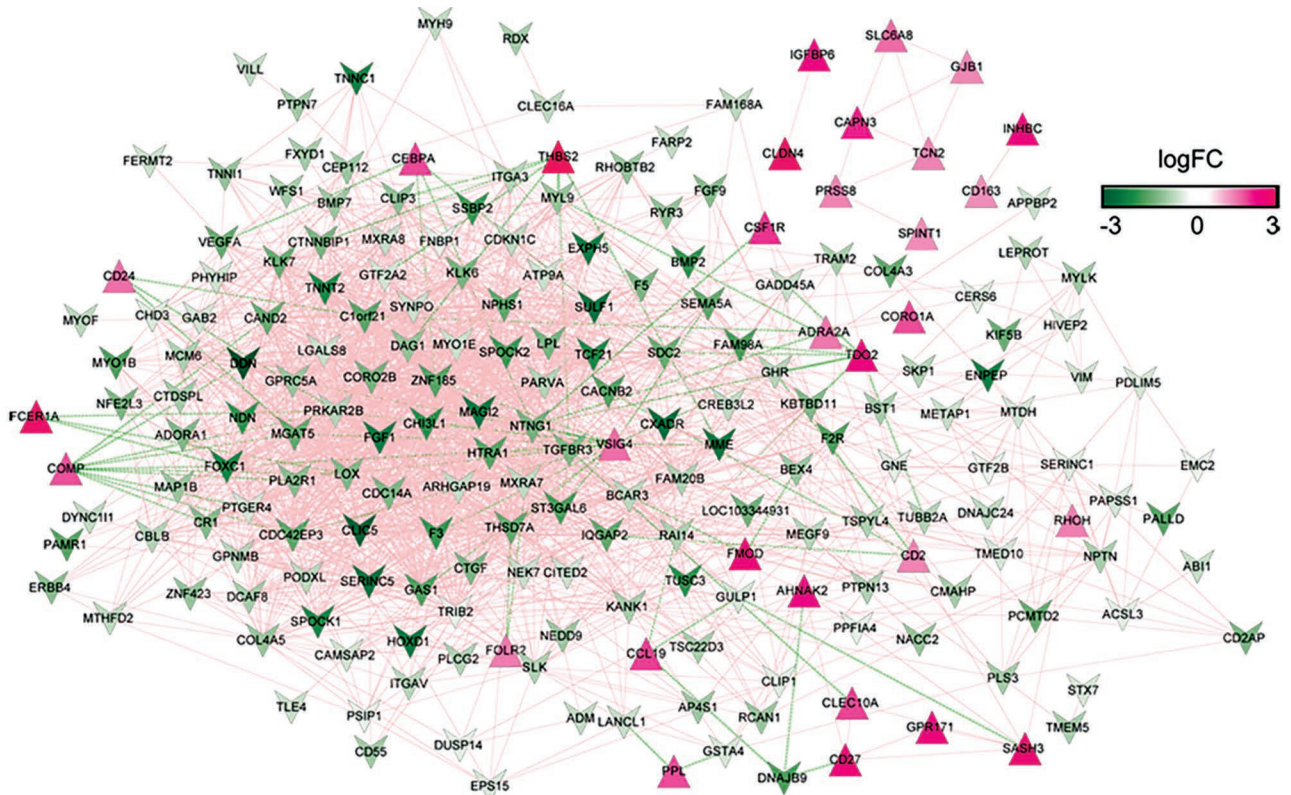 MYH9
RDX
SLC6A8
IGFBP6
GJB1
VILL
TNNC1
PTPN7
CLEC16A
FAM168A
CAPN3
INHBC
logFC
-3 0 3
FERMT2
FXYD1
CEP112
CEBPA
THBS2
FARP2
CLDN4
TCN2
TNNI1
ITGA3
RHOBTB2
WFS1
BMP7
CLIP3
SSBP2
MYL9
FGF9
PRSS8
CD163
APPBP2
RYR3
VEGFA
CTNNBIP1
MXRA8
FNBP1
CDKN1C
EXPH5
CSF1R
SPINT1
KLK7
BMP2
TRAM2
LEPROT
CD24
PHYHIP
GTF2A2
KLK6
ATP9A
COL4A3
MYLK
TNNT2
F5
GADD45A
CERS6
MYOF
CHD3
GAB2
CAND2
C1orf21
SYNPO
NPHS1
SULF1
SEMA5A
CORO1A
HIVEP2
ADRA2A
KIF5B
MYO1B
MCM6
DDN
LGALS8
DAG1
MYO1E
SPOCK2
LPL
TCF21
SDC2
FAM98A
TDO2
GHR
SKP1
ENPEP
VIM
PDLIM5
GPRC5A
CORO2B
ZNF185
PARVA
NFE2L3
CTDSPL
CACNB2
CREB3L2
KBTBD11
BST1
METAP1
MTDH
FCER1A
NDN
PRKAR2B
MAGI2
CHI3L1
NTNG1
CXADR
ADORA1
MGAT5
FGF1
HTRA1
TGFBR3
VSIG4
MME
F2R
COMP
FOXC1
PLA2R1
LOX
MXRA7
FAM20B
BEX4
GNE
GTF2B
SERINC1
EMC2
MAP1B
CDC14A
ARHGAP19
BCAR3
PTGER4
ST3GAL6
LOC103344931
PAPSS1
DYNC1I1
CR1
CLIC5
F3
THSD7A
TSPYL4
TUBB2A
DNAJC24
RHOH
PALLD
PAMR1
CBLB
CDC42EP3
IQGAP2
RAI14
MEGF9
GPNMB
FMOD
CD2
TMED10
NPTN
ABI1
ERBB4
PODXL
SERINC5
CTGF
NEK7
CITED2
TUSC3
ZNF423
DCAF8
GAS1
GULP1
AHNAK2
PTPN13
CMAHP
MTHFD2
SPOCK1
TRIB2
KANK1
PCMTD2
ACSL3
COL4A5
HOXD1
NEDD9
PPFIA4
NACC2
CD2AP
CAMSAP2
PLCG2
FOLR2
SLK
CCL19
TSC22D3
ITGAV
CLIP1
PLS3
STX7
TLE4
PSIP1
ADM
LANCL1
AP4S1
RCAN1
CLEC10A
GPR171
TMEM5
CD55
DUSP14
GSTA4
SASH3
EPS15
PPL
DNAJB9
CD27